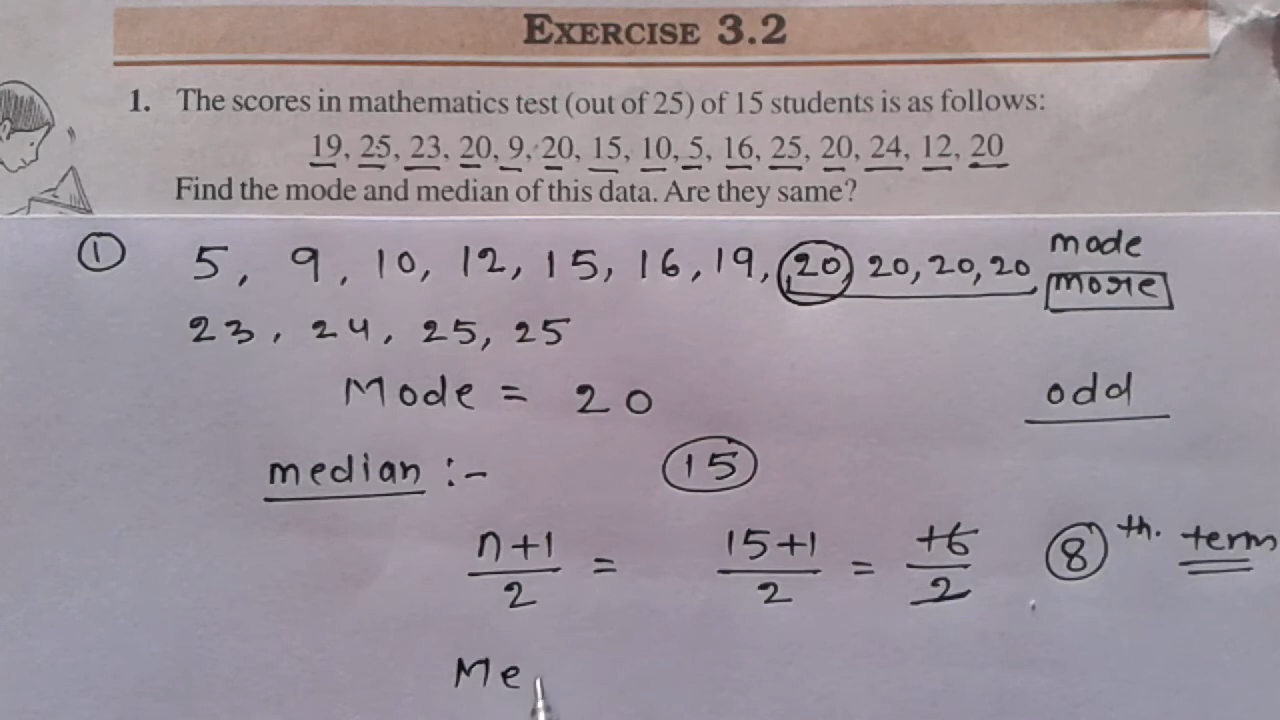 EXERCISE 3.2
1. The scores in mathematics test (out of 25) of 15 students is as follows:
19, 25, 23, 20, 9, 20, 15, 10, 5, 16, 25, 20, 24, 12, 20
Find the mode and median of this data. Are they same?
① 5, 9, 10, 12, 15, 16, 19, 20, 20, 20, 20 mode
more
23, 24, 25, 25
Mode = 20 odd
median :- 15
n+1/2 = 15+1/2 = 16/2 8th. term
Me